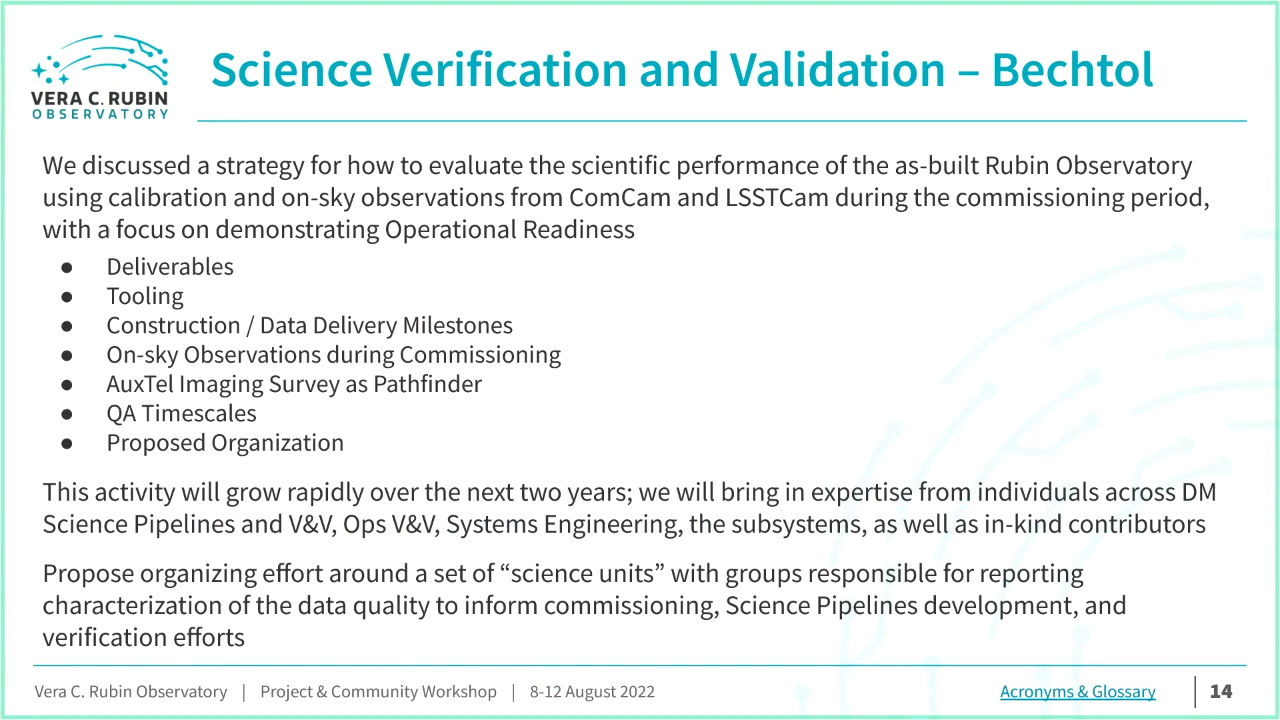 VERA C. RUBIN
OBSERVATORY
Science Verification and Validation – Bechtol
We discussed a strategy for how to evaluate the scientific performance of the as-built Rubin Observatory
using calibration and on-sky observations from ComCam and LSSTCam during the commissioning period,
with a focus on demonstrating Operational Readiness
● Deliverables
● Tooling
● Construction / Data Delivery Milestones
● On-sky Observations during Commissioning
● AuxTel Imaging Survey as Pathfinder
● QA Timescales
● Proposed Organization
This activity will grow rapidly over the next two years; we will bring in expertise from individuals across DM
Science Pipelines and V&V, Ops V&V, Systems Engineering, the subsystems, as well as in-kind contributors
Propose organizing effort around a set of “science units” with groups responsible for reporting
characterization of the data quality to inform commissioning, Science Pipelines development, and
verification efforts
Vera C. Rubin Observatory | Project & Community Workshop | 8-12 August 2022 Acronyms & Glossary | 14